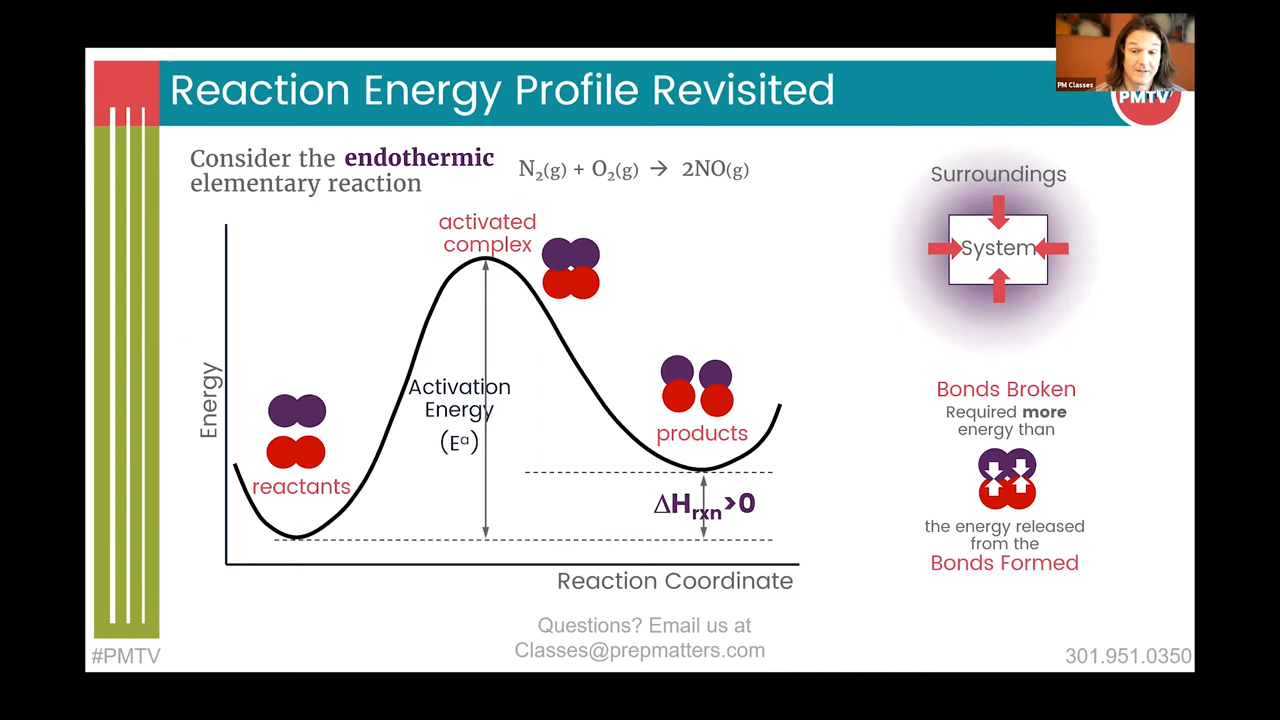 Reaction Energy Profile Revisited
PM Classes
PMTV
Consider the endothermic
elementary reaction
N₂(g) + O₂(g) → 2NO(g)
activated
complex
Energy
Activation
Energy
(Eᵃ)
reactants
products
ΔHᵣₓₙ>0
Reaction Coordinate
Surroundings
System
Bonds Broken
Required more
energy than
the energy released
from the
Bonds Formed
Questions? Email us at
Classes@prepmatters.com
#PMTV
301.951.0350